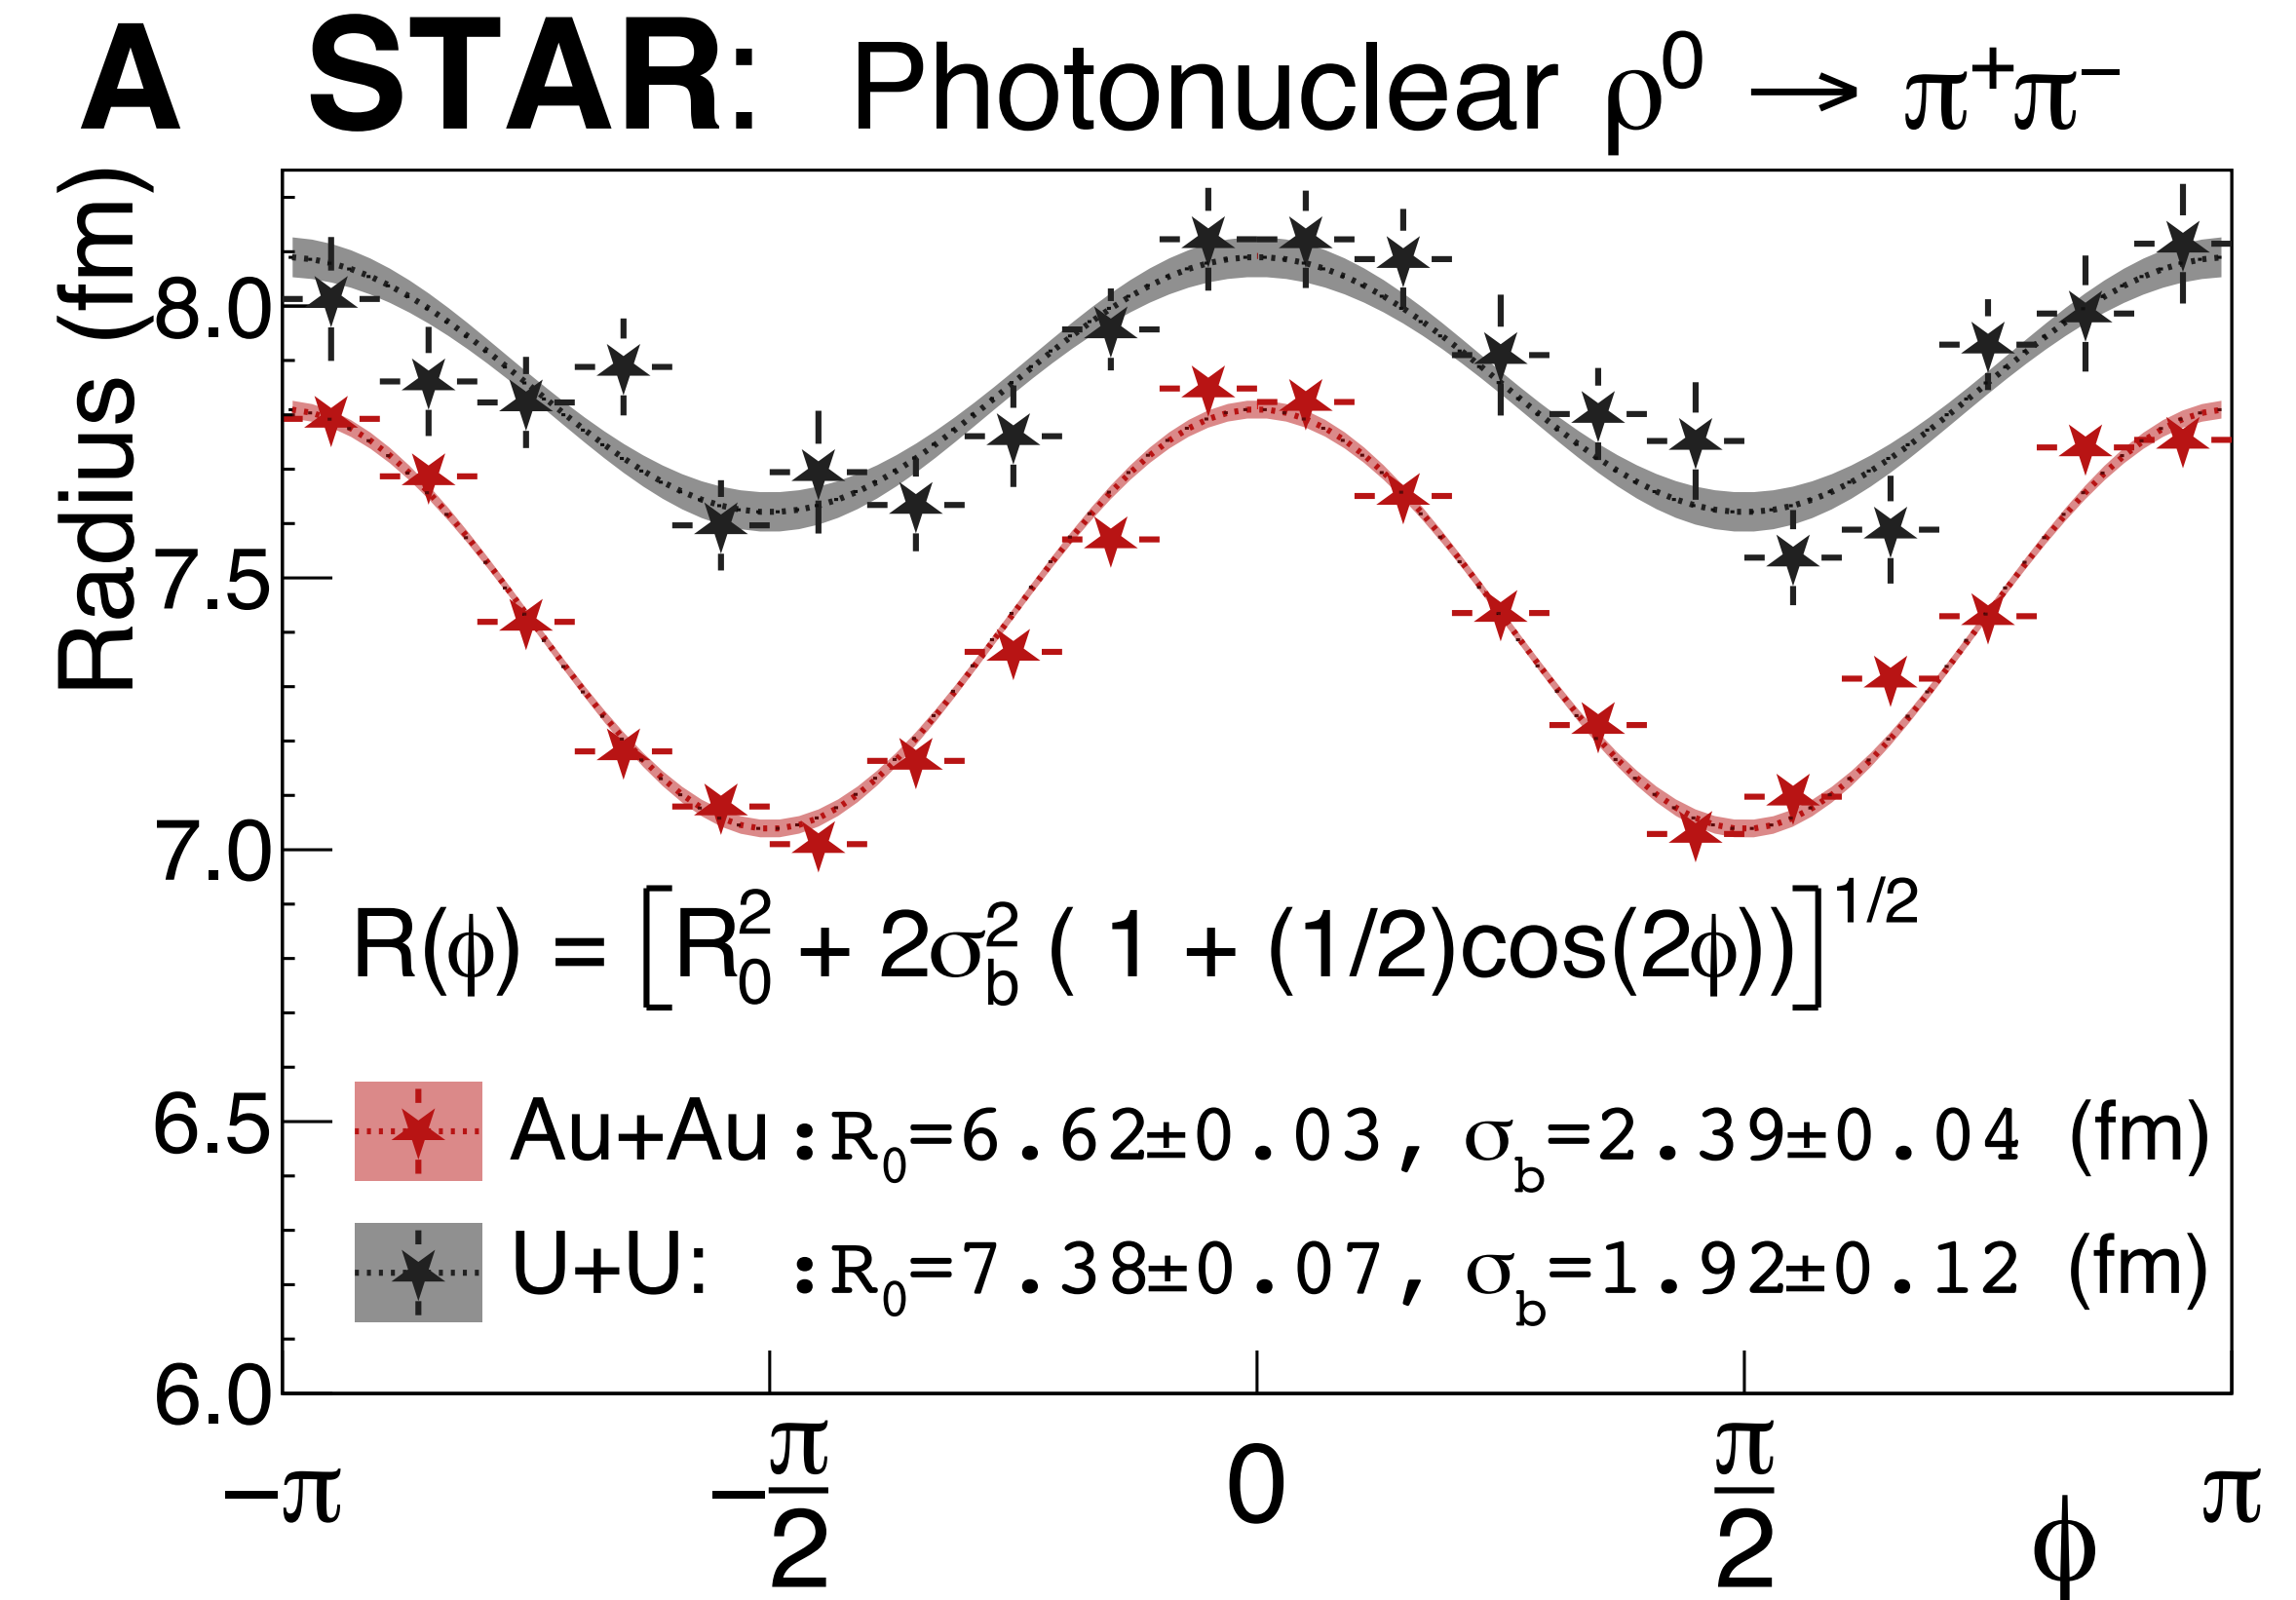 A STAR: Photonuclear ρ⁰ → π⁺π⁻
Radius (fm)
8.0
7.5
7.0
6.5
6.0
R(ϕ) = [R₀² + 2σ_b² ( 1 + (1/2)cos(2ϕ))]^1/2
Au+Au :R₀=6.62±0.03, σ_b=2.39±0.04 (fm)
U+U: :R₀=7.38±0.07, σ_b=1.92±0.12 (fm)
−π −π/2 0 π/2 ϕ π